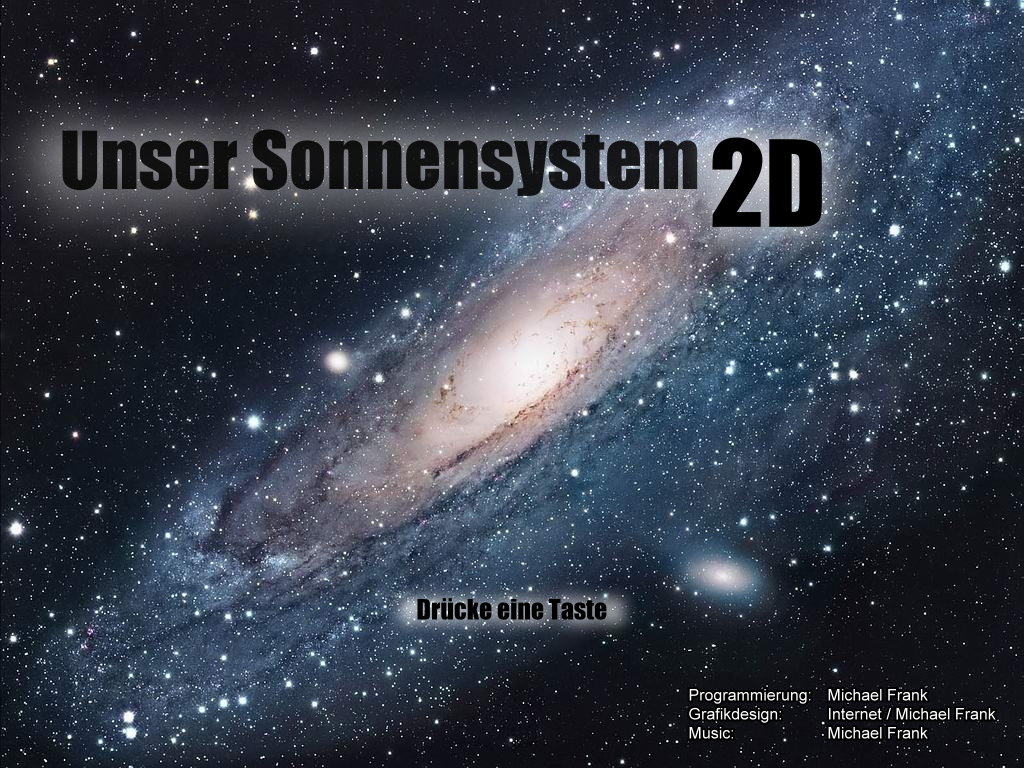 Unser Sonnensystem 2D
Drücke eine Taste
Programmierung: Michael Frank
Grafikdesign: Internet / Michael Frank
Music: Michael Frank